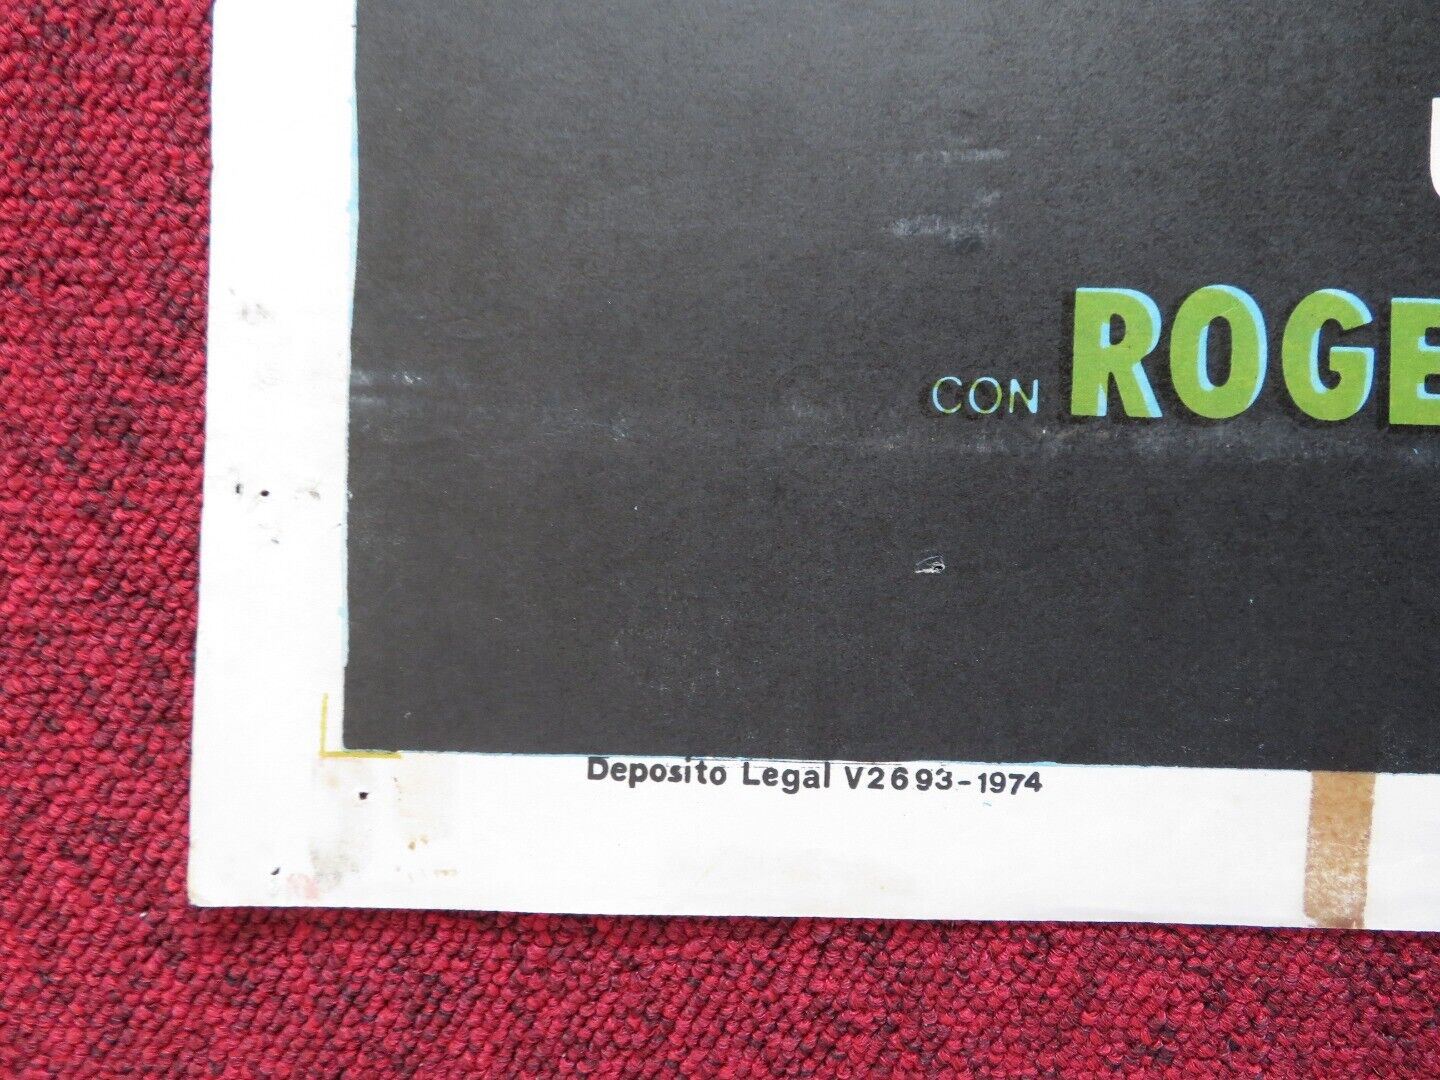 CON ROGE
Deposito Legal V2693-1974